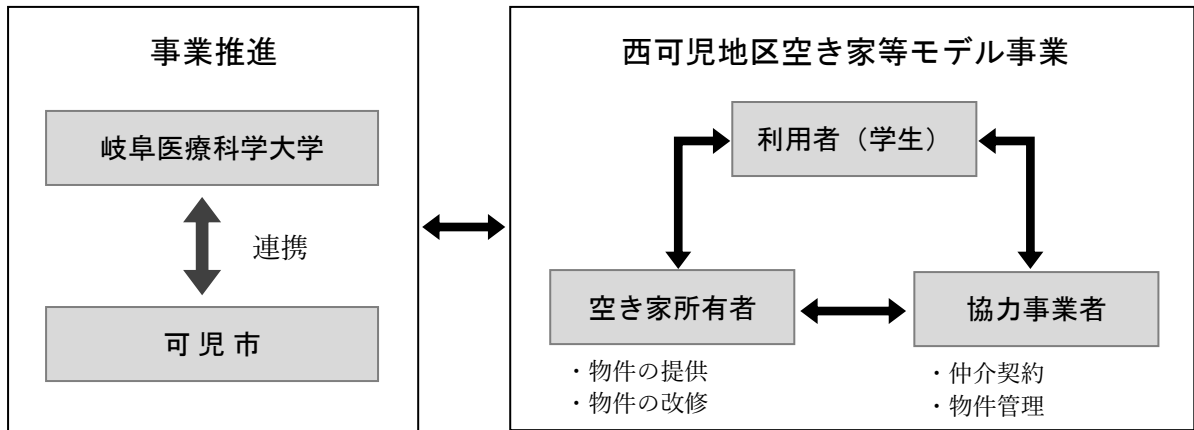 事業推進
岐阜医療科学大学
連携
可児市
西可児地区空き家等モデル事業
利用者（学生）
空き家所有者
・物件の提供
・物件の改修
協力事業者
・仲介契約
・物件管理